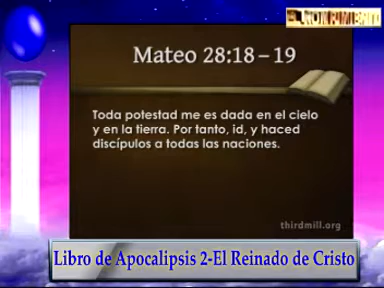 Mateo 28:18–19
Toda potestad me es dada en el cielo
y en la tierra. Por tanto, id, y haced
discípulos a todas las naciones.
thirdmill.org
Libro de Apocalipsis 2-El Reinado de Cristo